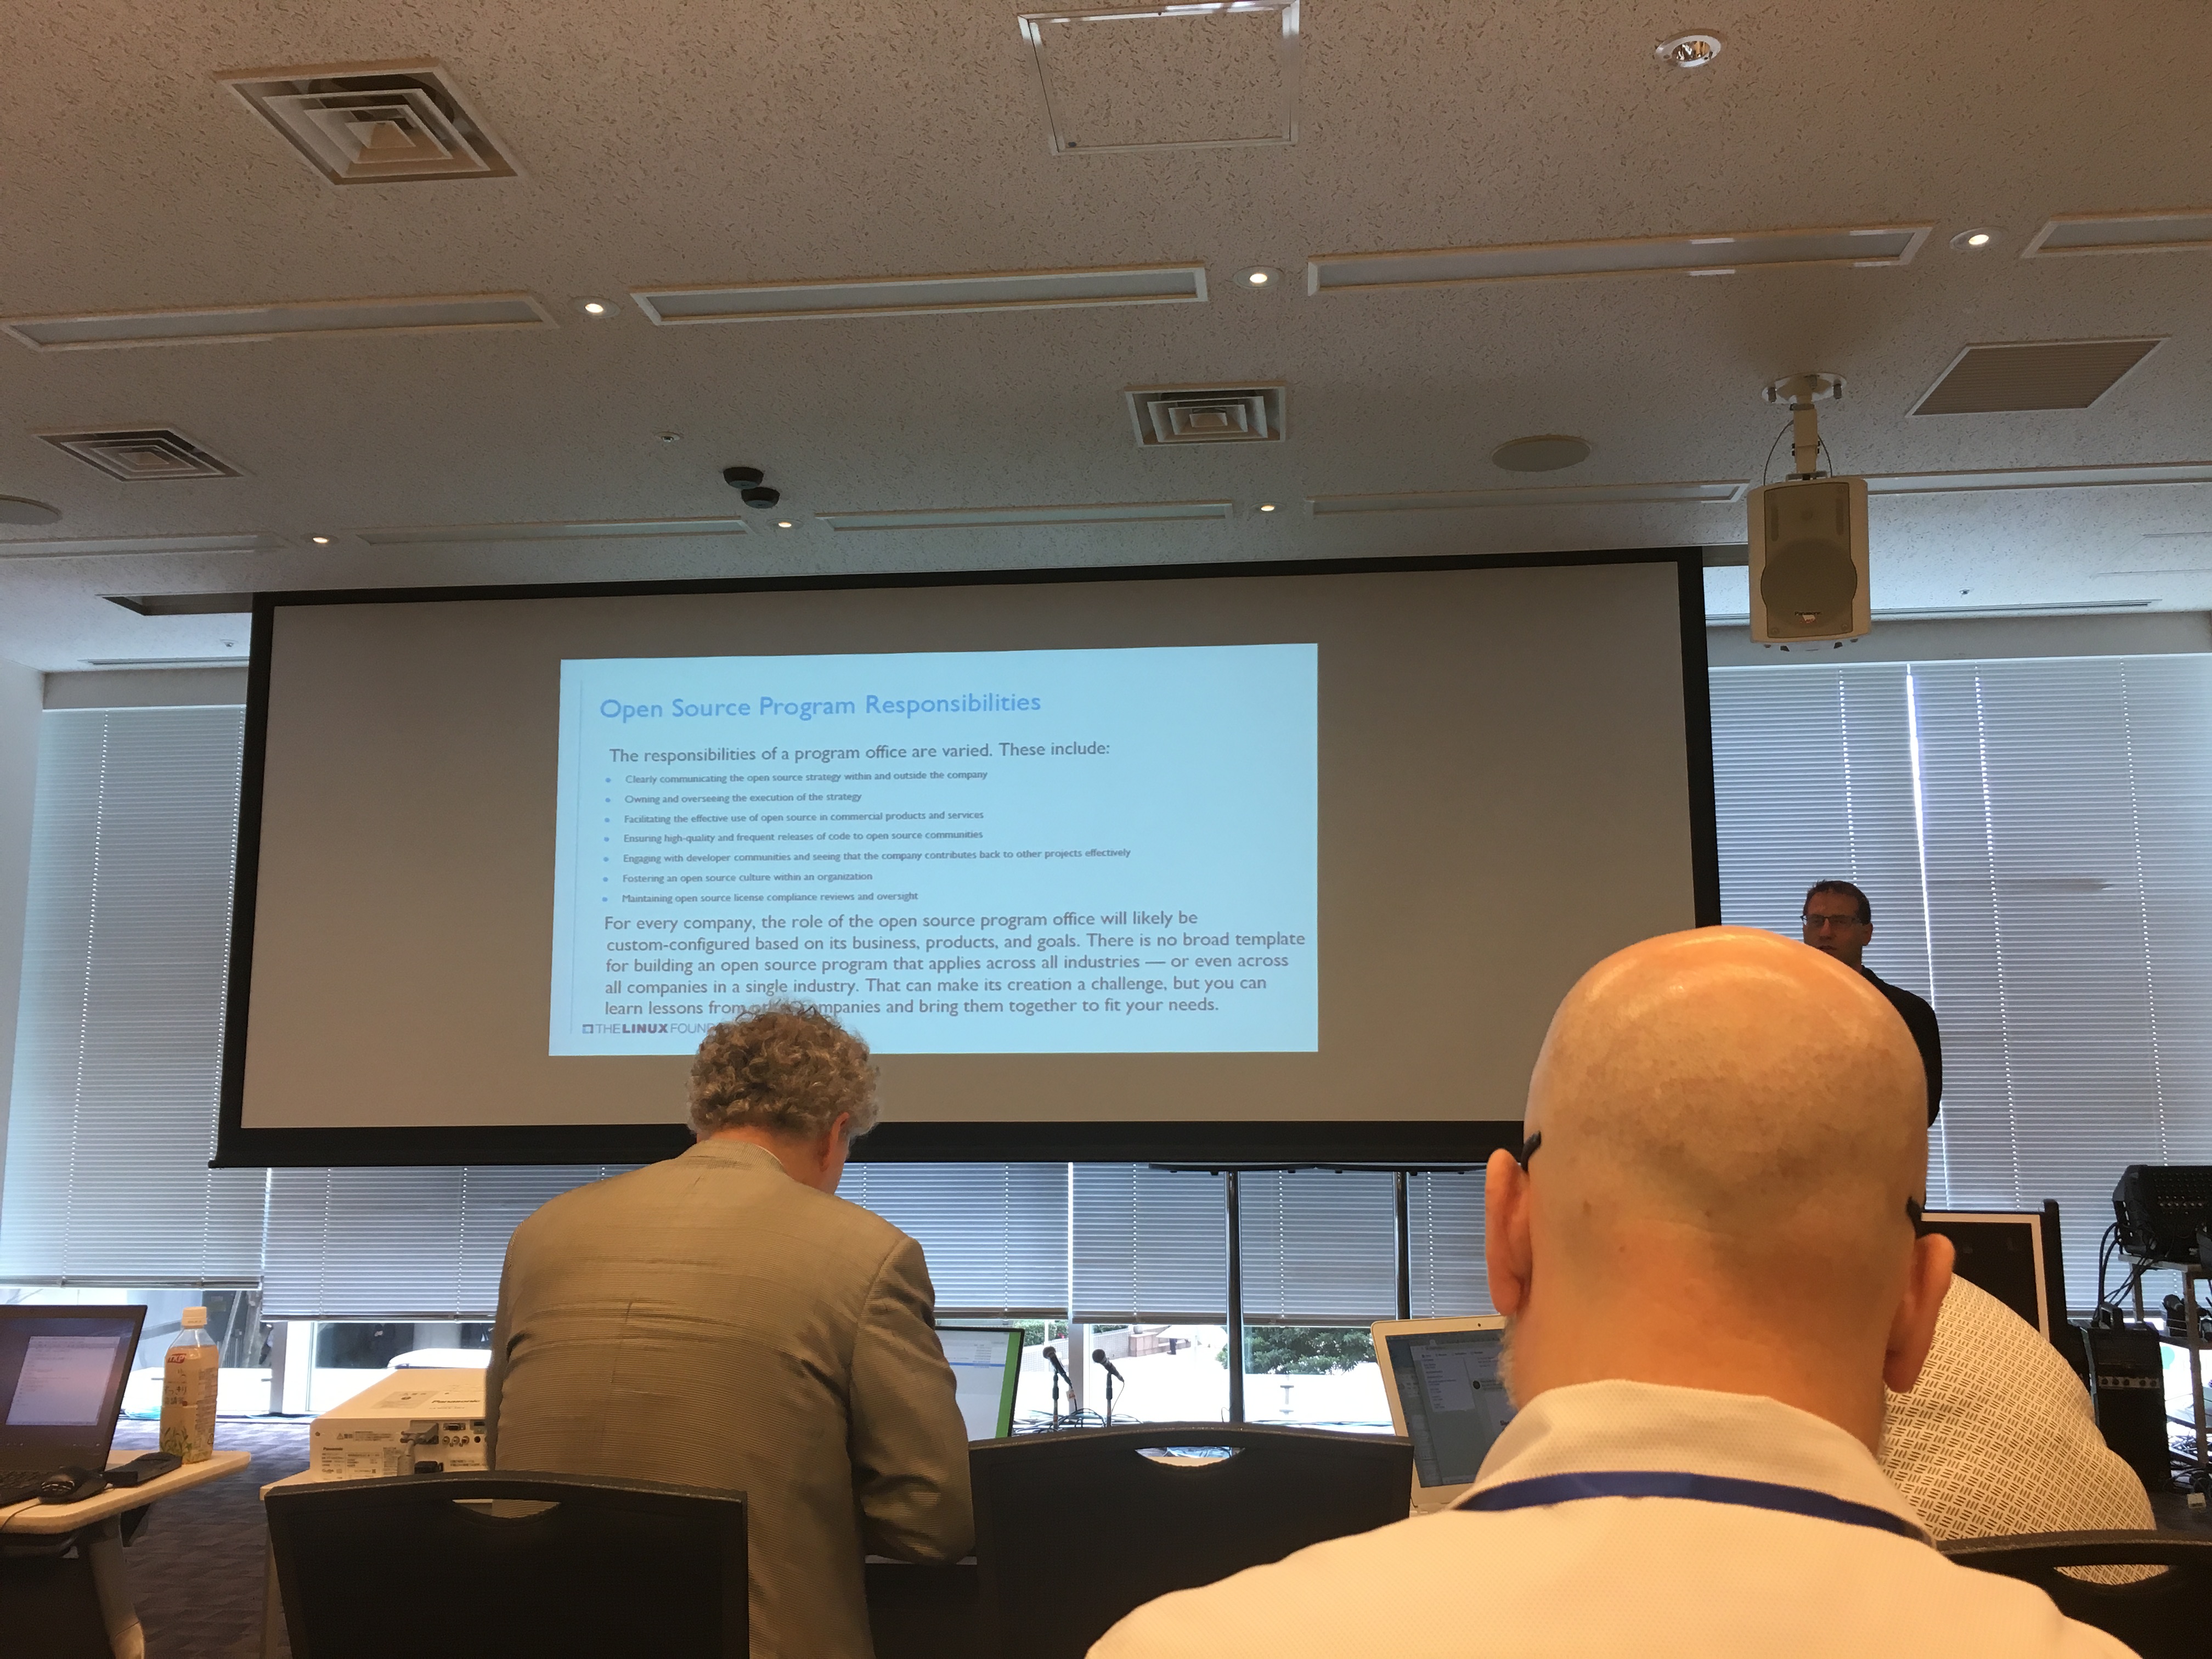 Open Source Program Responsibilities
The responsibilities of a program office are varied. These include:
• Clearly communicating the open source strategy within and outside the company
• Owning and overseeing the execution of the strategy
• Facilitating the effective use of open source in commercial products and services
• Ensuring high-quality and frequent releases of code to open source communities
• Engaging with developer communities and seeing that the company contributes back to other projects effectively
• Fostering an open source culture within an organization
• Maintaining open source license compliance reviews and oversight
For every company, the role of the open source program office will likely be
custom-configured based on its business, products, and goals. There is no broad template
for building an open source program that applies across all industries — or even across
all companies in a single industry. That can make its creation a challenge, but you can
learn lessons from companies and bring them together to fit your needs.
THE LINUX FOUN
Panasonic